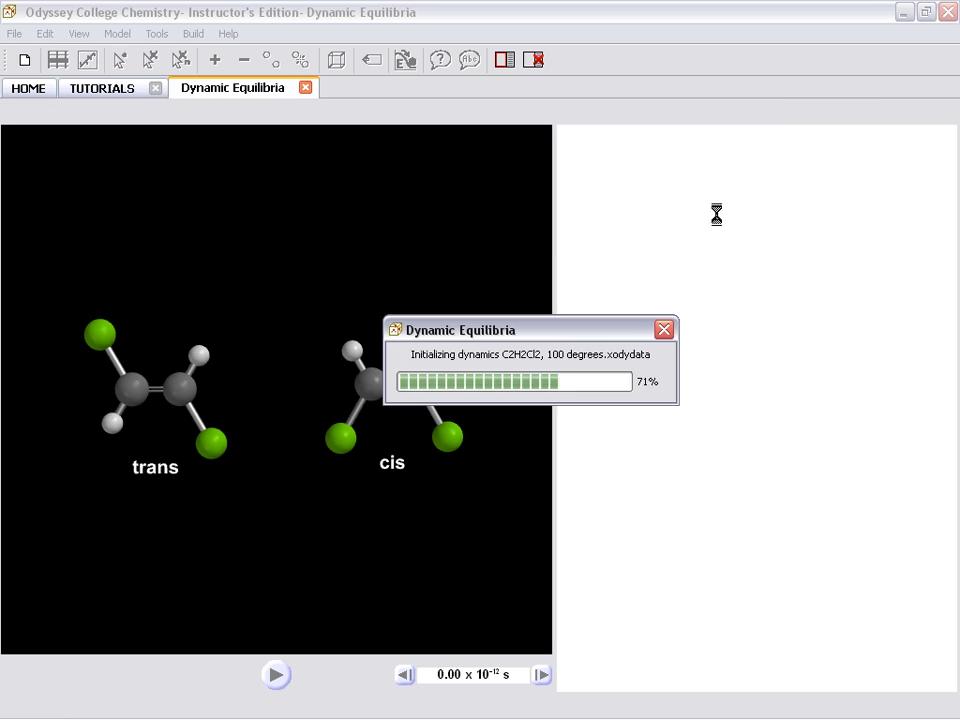 Odyssey College Chemistry- Instructor's Edition- Dynamic Equilibria
File Edit View Model Tools Build Help
HOME TUTORIALS Dynamic Equilibria
Dynamic Equilibria
Initializing dynamics C2H2Cl2, 100 degrees.xodydata
71%
trans
cis
0.00 x 10⁻¹² s